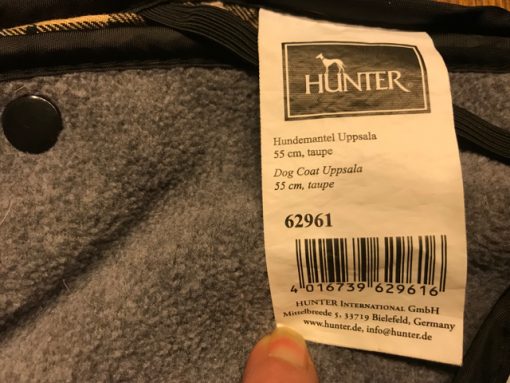 HUNTER
Hundemantel Uppsala
55 cm, taupe
Dog Coat Uppsala
55 cm, taupe
62961
4 016739 629616
HUNTER INTERNATIONAL GMBH
Mittelbreede 5, 33719 Bielefeld, Germany
www.hunter.de, info@hunter.de